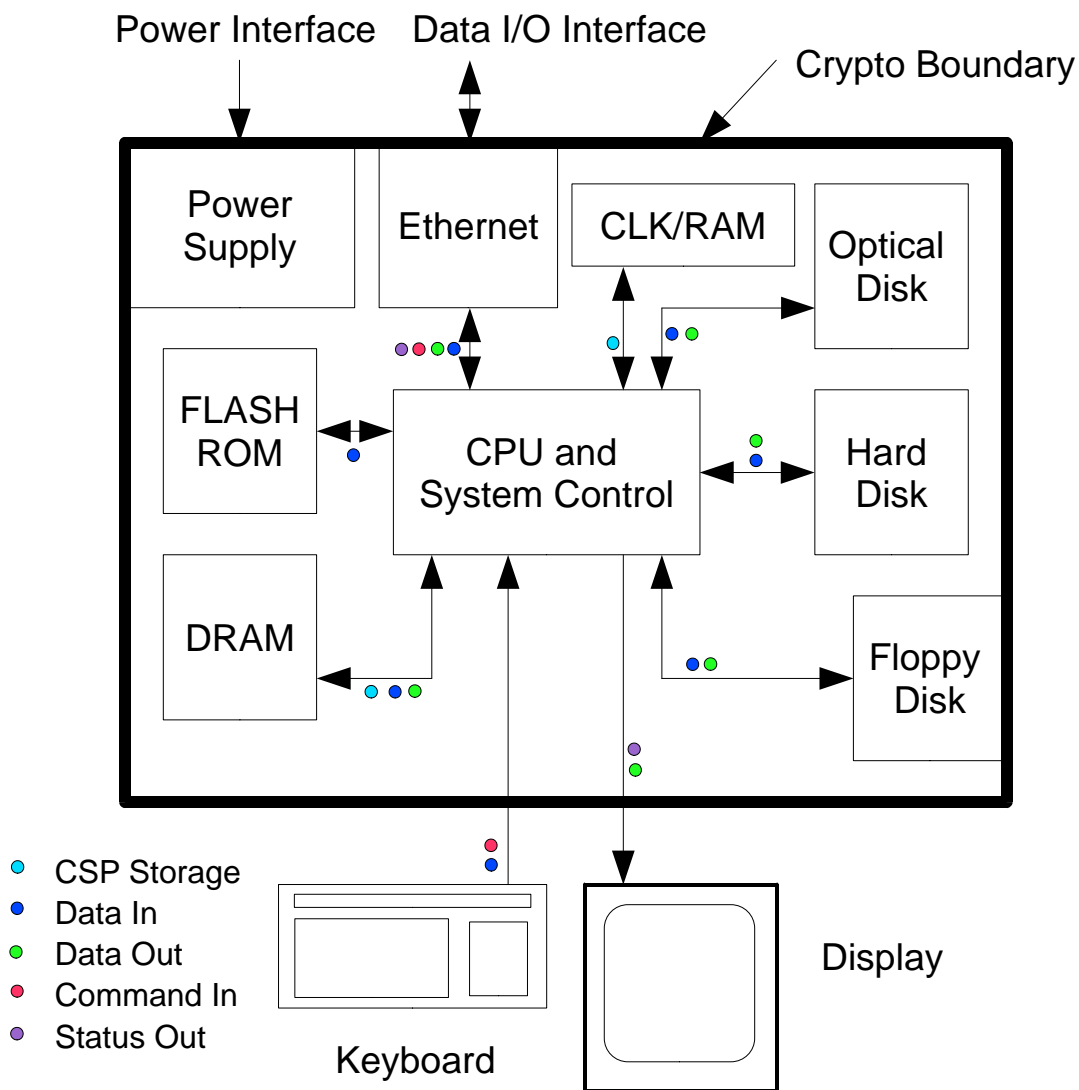 Power Interface
Data I/O Interface
Crypto Boundary
Power
Supply
Ethernet
CLK/RAM
Optical
Disk
FLASH
ROM
CPU and
System Control
Hard
Disk
DRAM
Floppy
Disk
CSP Storage
Data In
Data Out
Command In
Status Out
Keyboard
Display